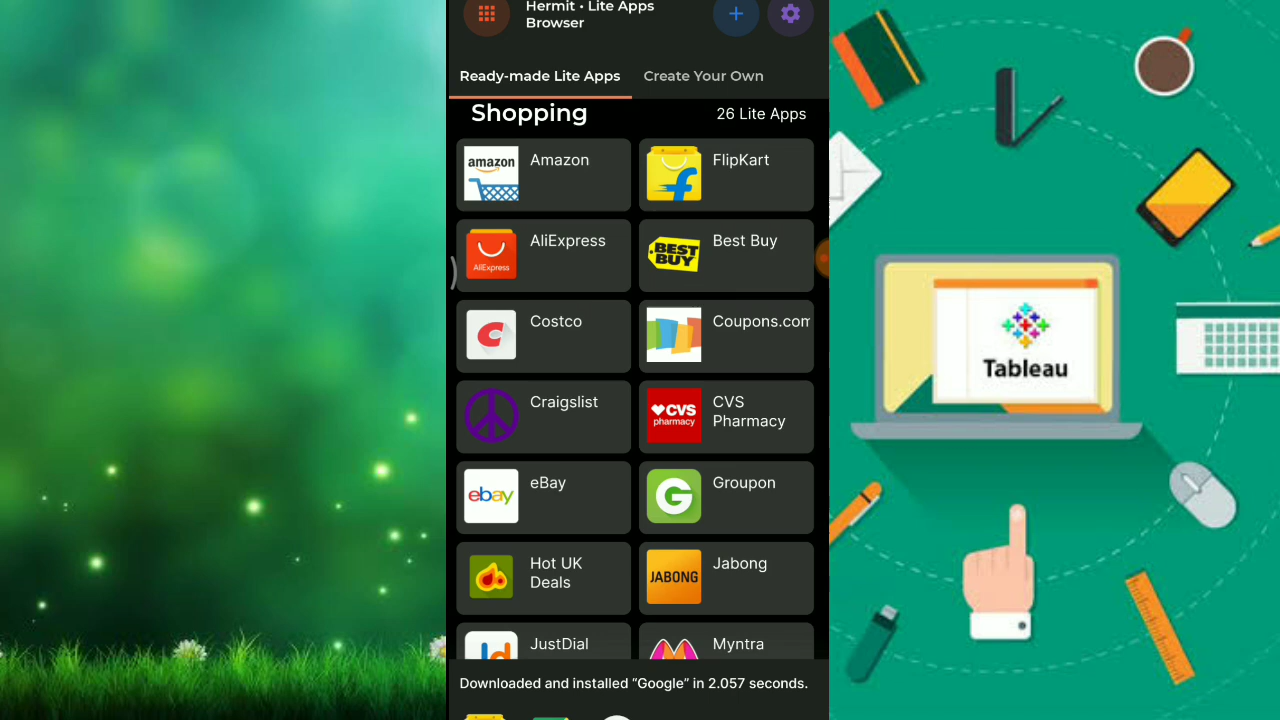 Hermit • Lite Apps
Browser
Ready-made Lite Apps
Create Your Own
Shopping
26 Lite Apps
amazon
Amazon
FlipKart
AliExpress
AliExpress
BEST
BUY
Best Buy
Costco
Coupons.com
Craigslist
CVS
pharmacy
CVS
Pharmacy
ebay
eBay
G
Groupon
Hot UK
Deals
JABONG
Jabong
Jd
JustDial
Myntra
Downloaded and installed “Google” in 2.057 seconds.
Tableau